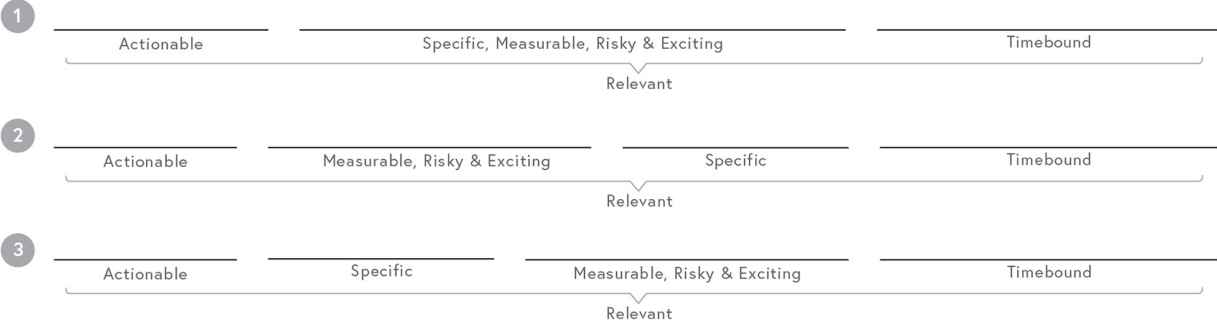 1
Actionable Specific, Measurable, Risky & Exciting Timebound
Relevant
2
Actionable Measurable, Risky & Exciting Specific Timebound
Relevant
3
Actionable Specific Measurable, Risky & Exciting Timebound
Relevant